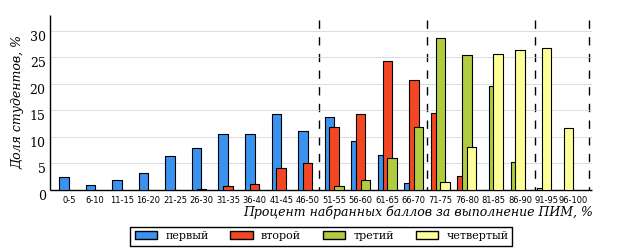 Доля студентов, %
30
25
20
15
10
5
0
0-5 6-10 11-15 16-20 21-25 26-30 31-35 36-40 41-45 46-50 51-55 56-60 61-65 66-70 71-75 76-80 81-85 86-90 91-95 96-100
Процент набранных баллов за выполнение ПИМ, %
первый второй третий четвертый